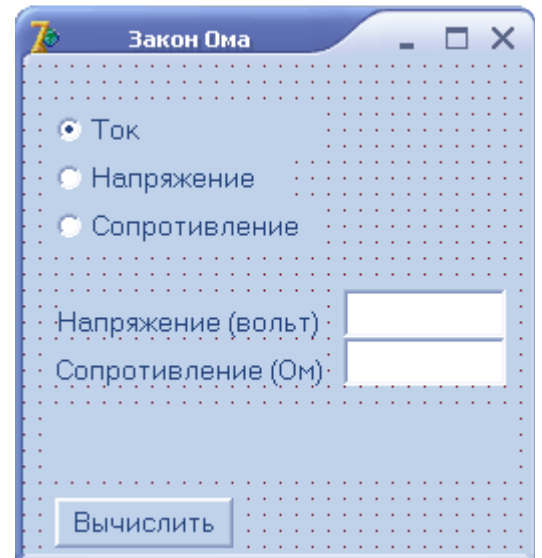 Закон Ома
Ток
Напряжение
Сопротивление
Напряжение (вольт)
Сопротивление (Ом)
Вычислить